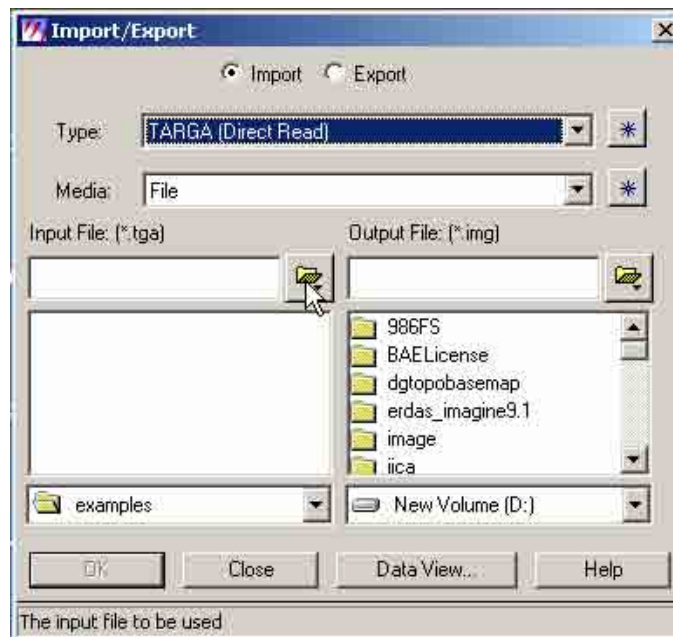 Import/Export
Import Export
Type: TARGA (Direct Read)
Media: File
Input File: (*.tga) Output File: (*.img)
986FS
BAELicense
dgtopobasemap
erdas_imagine9.1
image
iica
examples New Volume (D:)
OK Close Data View... Help
The input file to be used